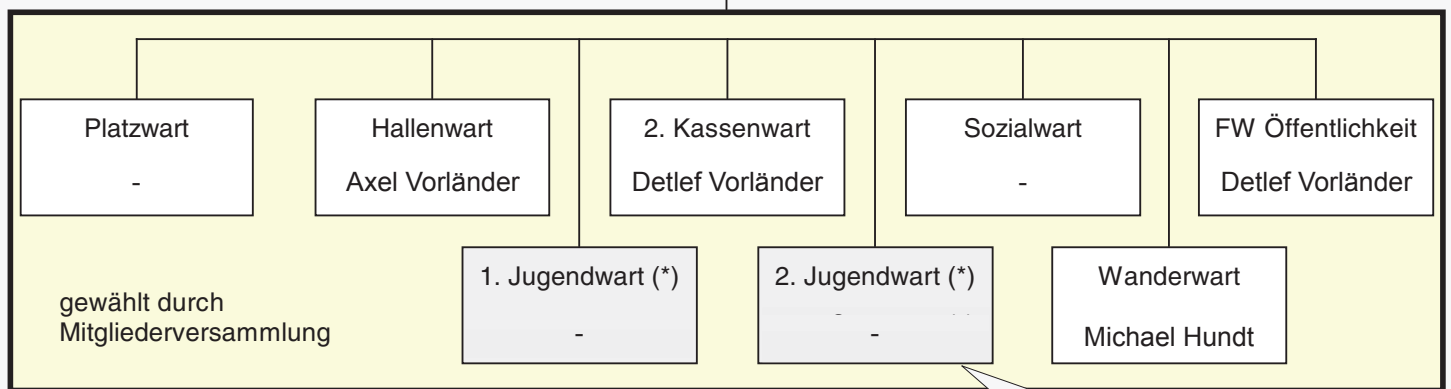 Platzwart
-
Hallenwart
Axel Vorländer
2. Kassenwart
Detlef Vorländer
Sozialwart
-
FW Öffentlichkeit
Detlef Vorländer
1. Jugendwart (*)
-
2. Jugendwart (*)
-
Wanderwart
Michael Hundt
gewählt durch
Mitgliederversammlung